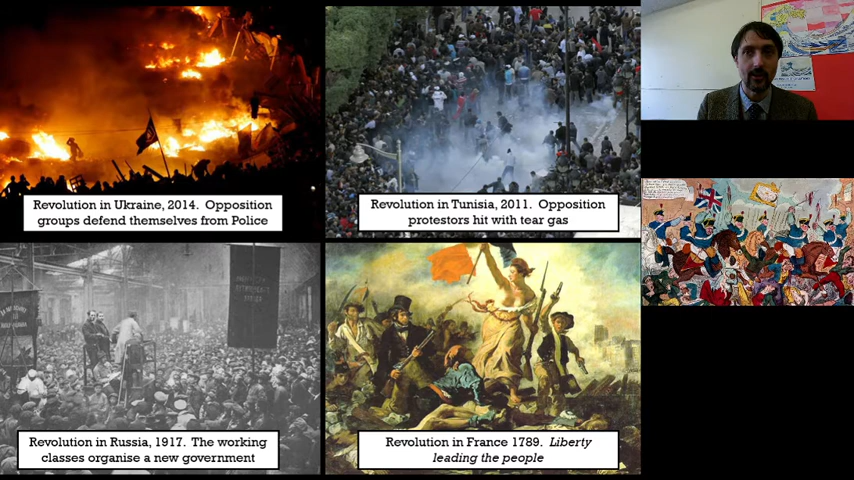 Revolution in Ukraine, 2014. Opposition
groups defend themselves from Police
Revolution in Tunisia, 2011. Opposition
protestors hit with tear gas
Revolution in Russia, 1917. The working
classes organise a new government
Revolution in France 1789. Liberty
leading the people